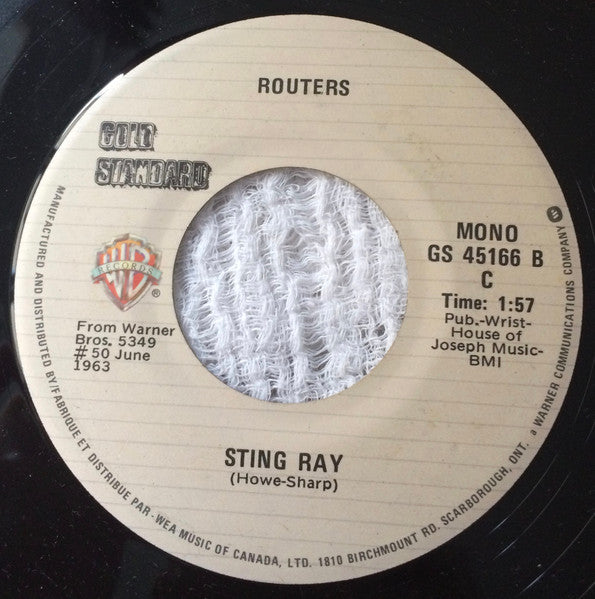 ROUTERS
GOLD
STANDARD
WB
RECORDS
®
From Warner
Bros. 5349
#50 June
1963
MONO
GS 45166 B
C
Time: 1:57
Pub.-Wrist-
House of
Joseph Music-
BMI
STING RAY
(Howe-Sharp)
MANUFACTURED AND DISTRIBUTED BY/FABRIQUE ET DISTRIBUE PAR - WEA MUSIC OF CANADA, LTD. 1810 BIRCHMOUNT RD. SCARBOROUGH, ONT. a WARNER COMMUNICATIONS COMPANY